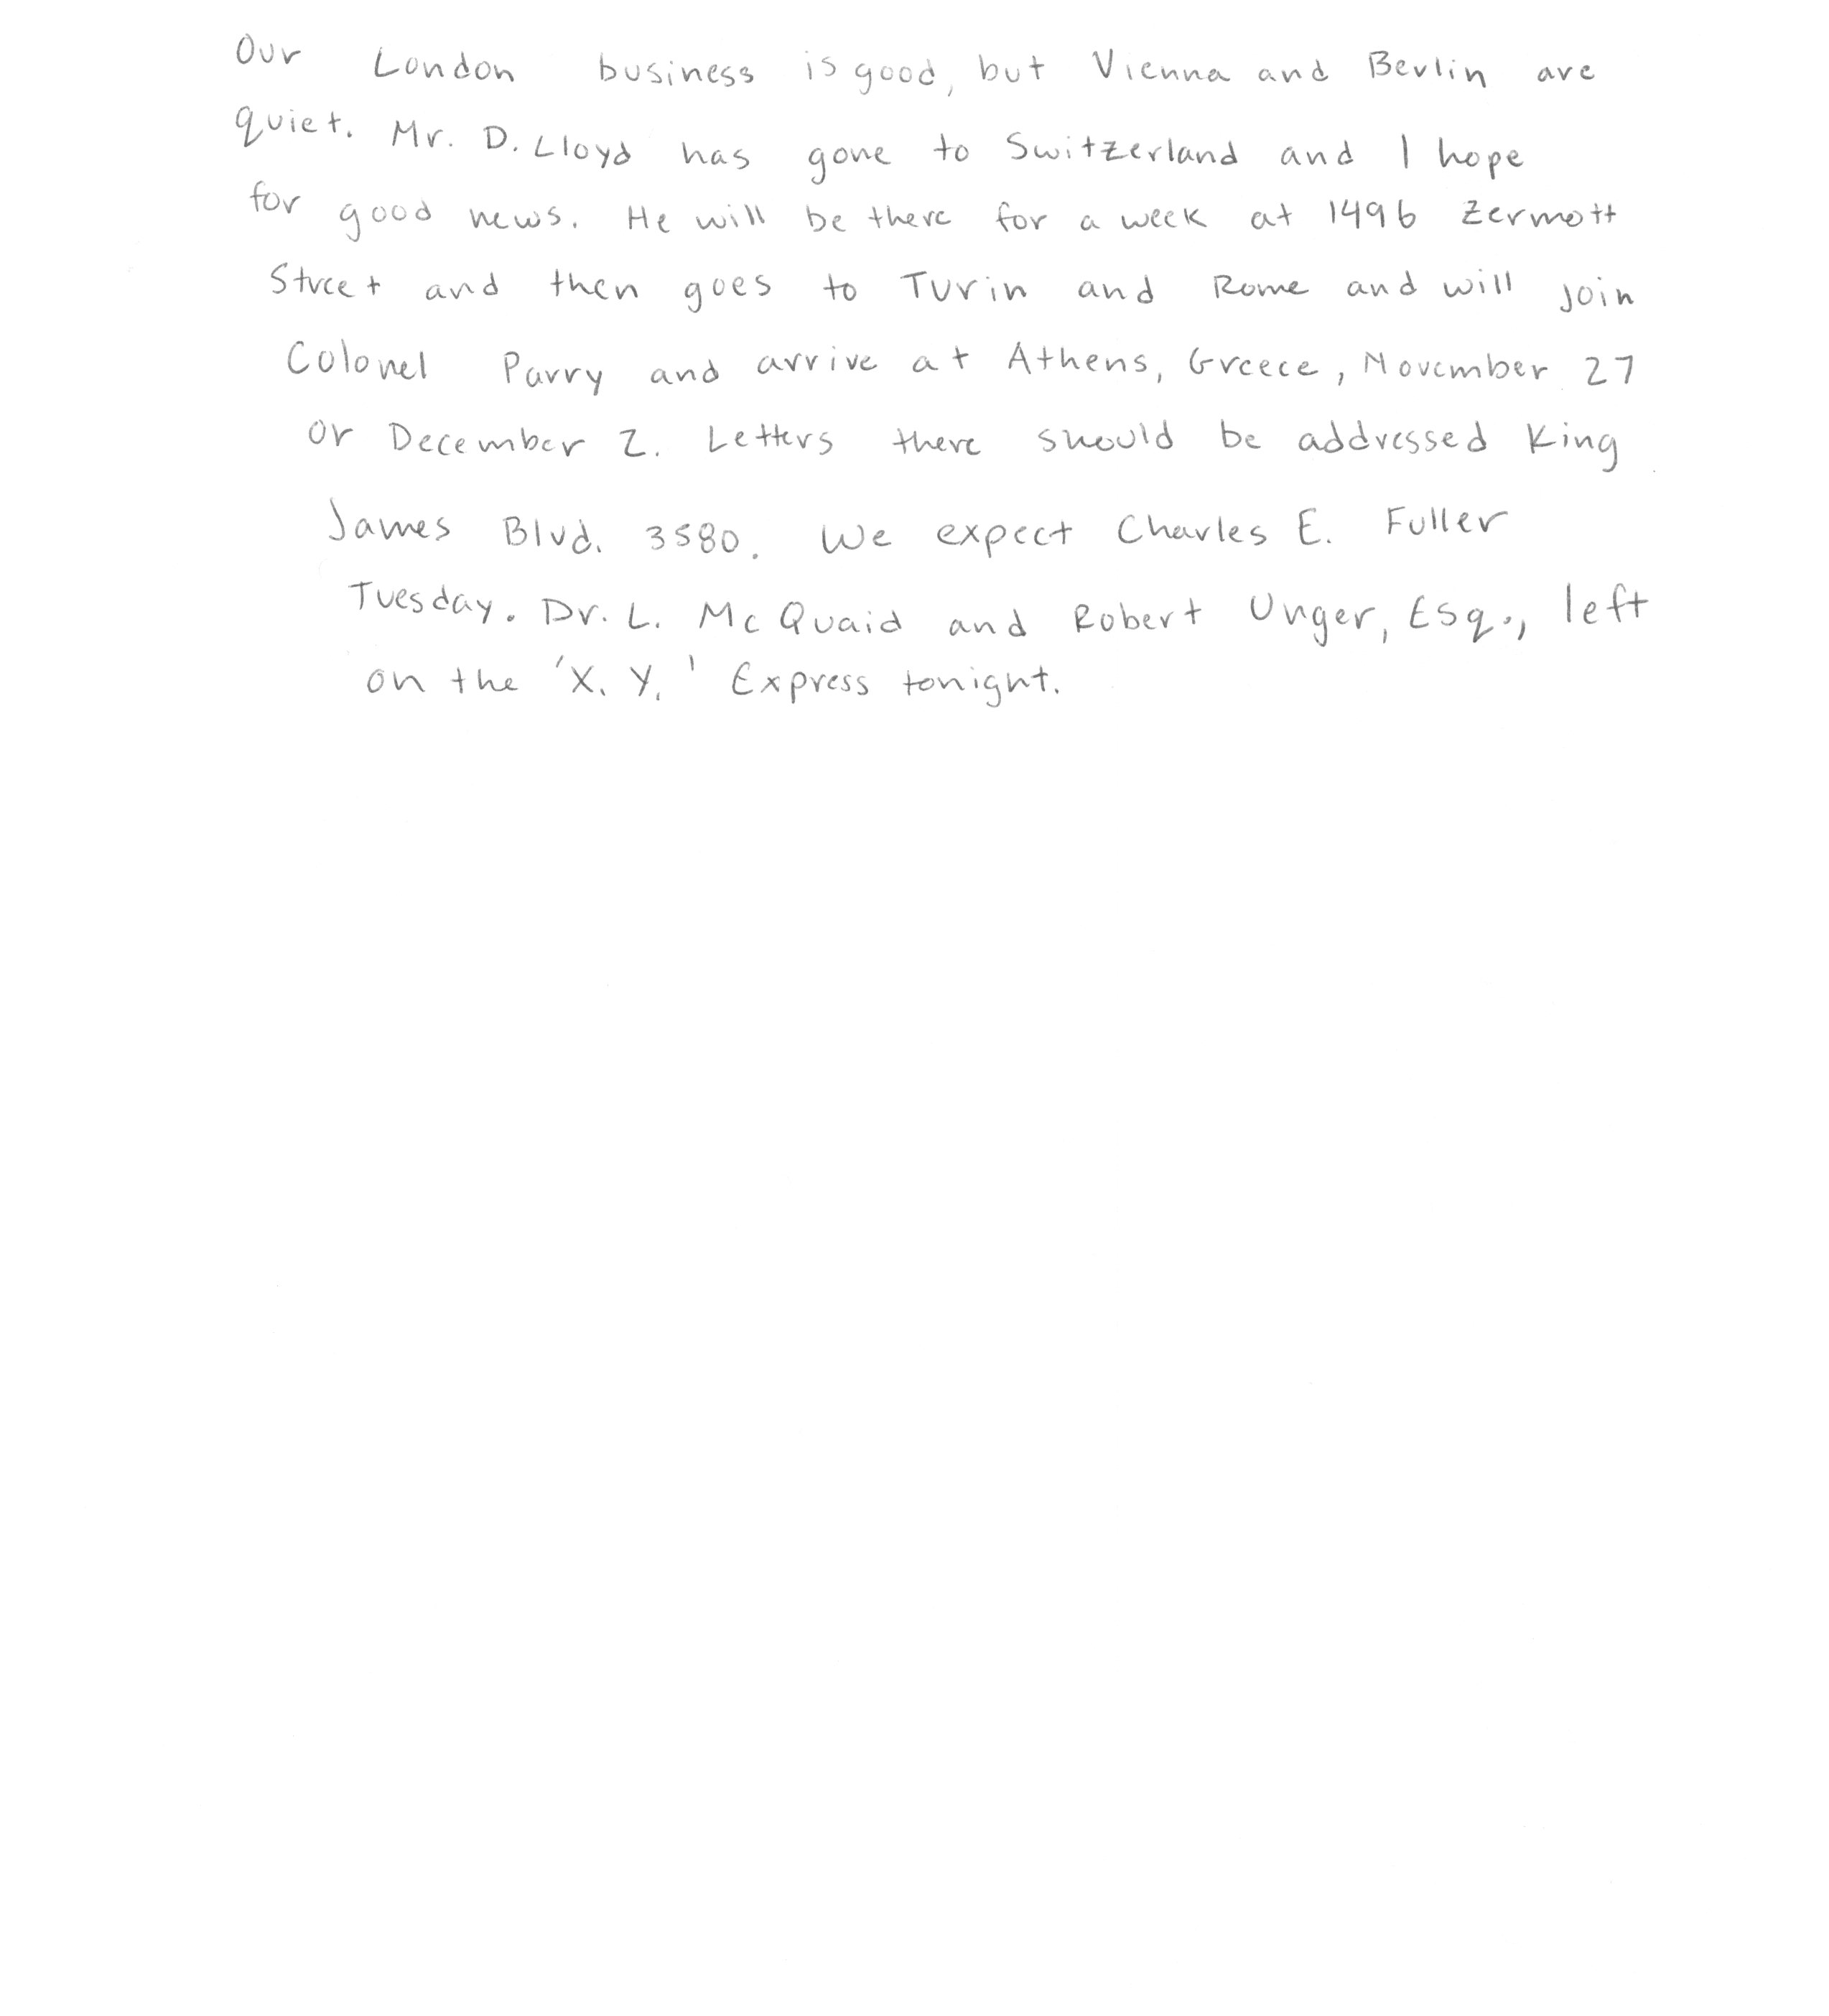 Our London business is good, but Vienna and Berlin are
quiet. Mr. D. Lloyd has gone to Switzerland and I hope
for good news. He will be there for a week at 1496 Zermott
Street and then goes to Turin and Rome and will join
Colonel Parry and arrive at Athens, Greece, November 27
or December 2. Letters there should be addressed King
James Blvd. 3580. We expect Charles E. Fuller
Tuesday. Dr. L. McQuaid and Robert Unger, Esq., left
on the 'X. Y.' Express tonight.